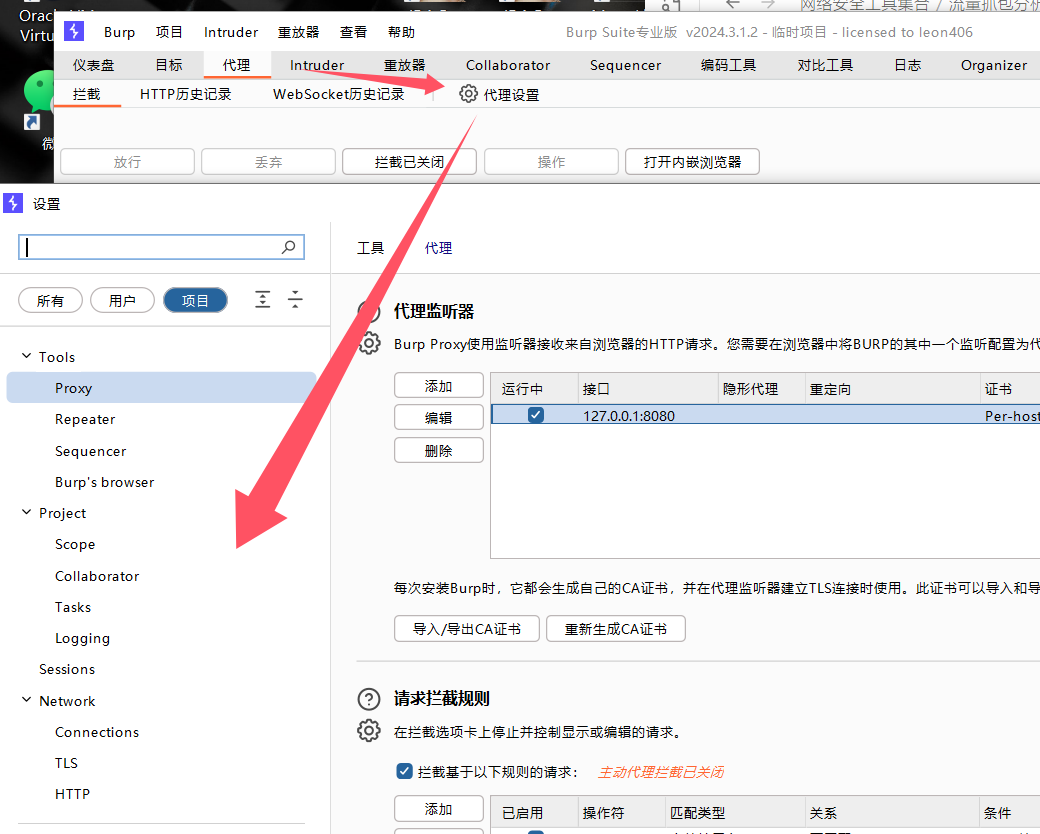 网络安全工具集合 / 流量抓包分析
Orac
Virtu
Burp 项目 Intruder 重放器 查看 帮助 Burp Suite专业版 v2024.3.1.2 - 临时项目 - licensed to leon406
仪表盘 目标 代理 Intruder 重放器 Collaborator Sequencer 编码工具 对比工具 日志 Organizer
拦截 HTTP历史记录 WebSocket历史记录 代理设置
微
放行 丢弃 拦截已关闭 操作 打开内嵌浏览器
设置
工具 代理
所有 用户 项目
代理监听器
Burp Proxy使用监听器接收来自浏览器的HTTP请求。您需要在浏览器中将BURP的其中一个监听配置为代
Tools
Proxy
Repeater
Sequencer
Burp's browser
Project
Scope
Collaborator
Tasks
Logging
Sessions
Network
Connections
TLS
HTTP
添加
编辑
删除
运行中 接口 隐形代理 重定向 证书
127.0.0.1:8080 Per-host
每次安装Burp时，它都会生成自己的CA证书，并在代理监听器建立TLS连接时使用。此证书可以导入和导
导入/导出CA证书 重新生成CA证书
请求拦截规则
在拦截选项卡上停止并控制显示或编辑的请求。
拦截基于以下规则的请求： 主动代理拦截已关闭
添加
已启用 操作符 匹配类型 关系 条件